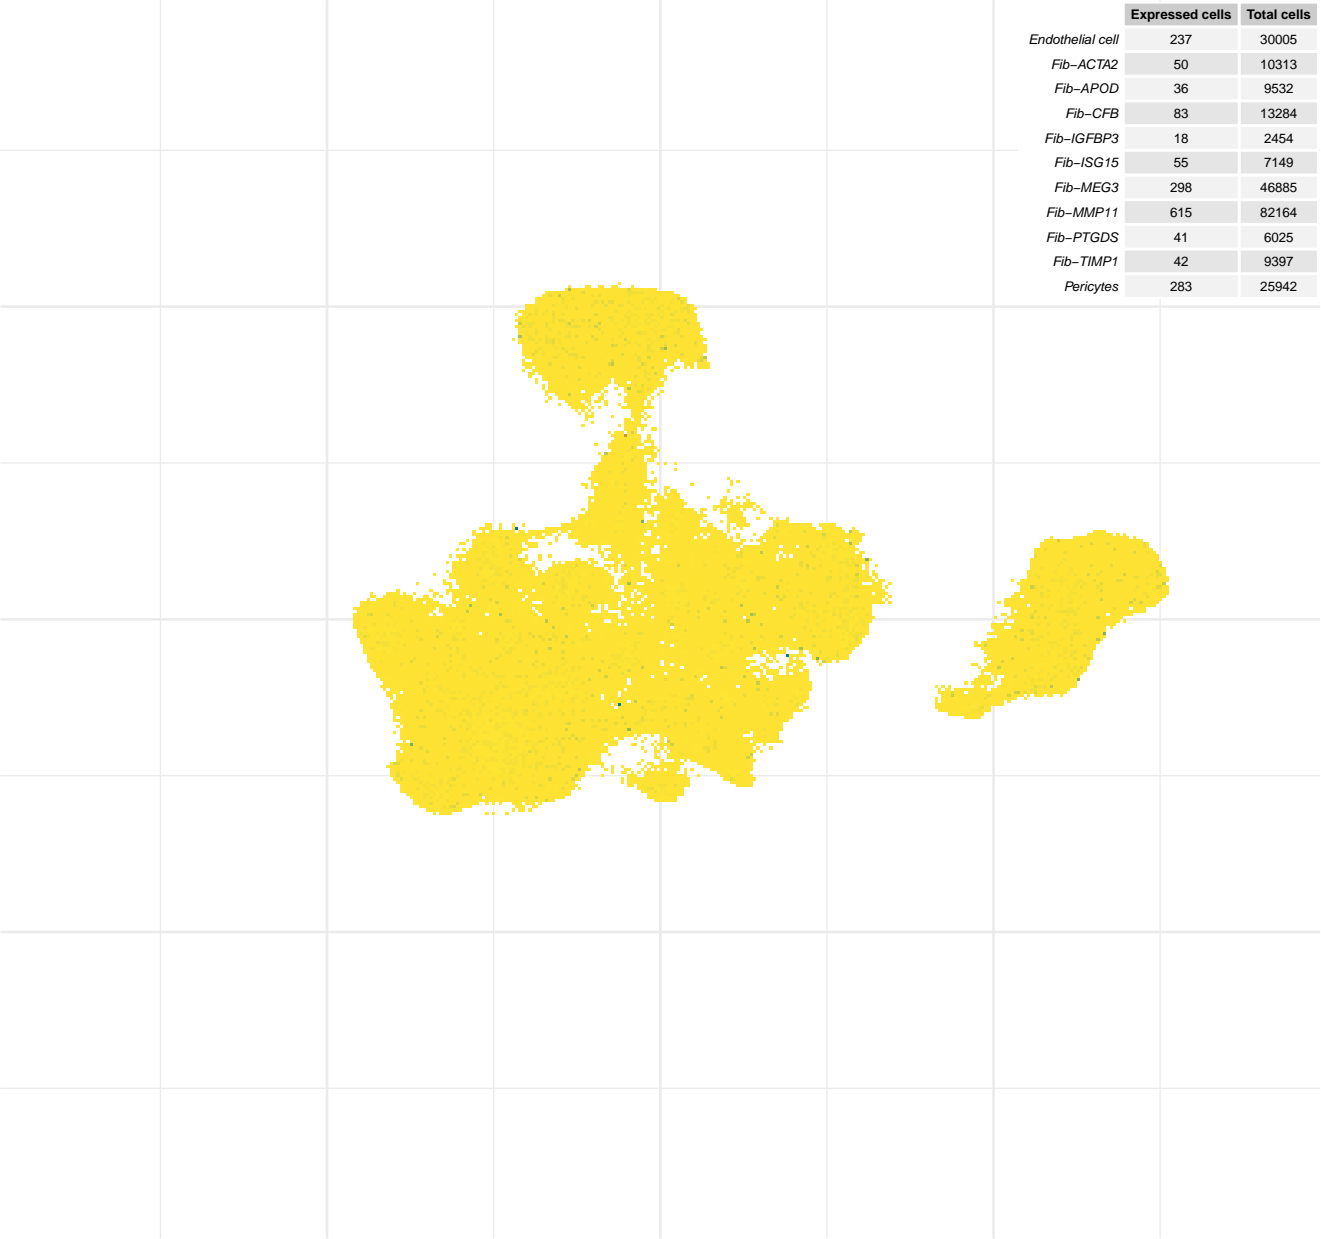 Expressed cells Total cells
Endothelial cell 237 30005
Fib−ACTA2 50 10313
Fib−APOD 36 9532
Fib−CFB 83 13284
Fib−IGFBP3 18 2454
Fib−ISG15 55 7149
Fib−MEG3 298 46885
Fib−MMP11 615 82164
Fib−PTGDS 41 6025
Fib−TIMP1 42 9397
Pericytes 283 25942